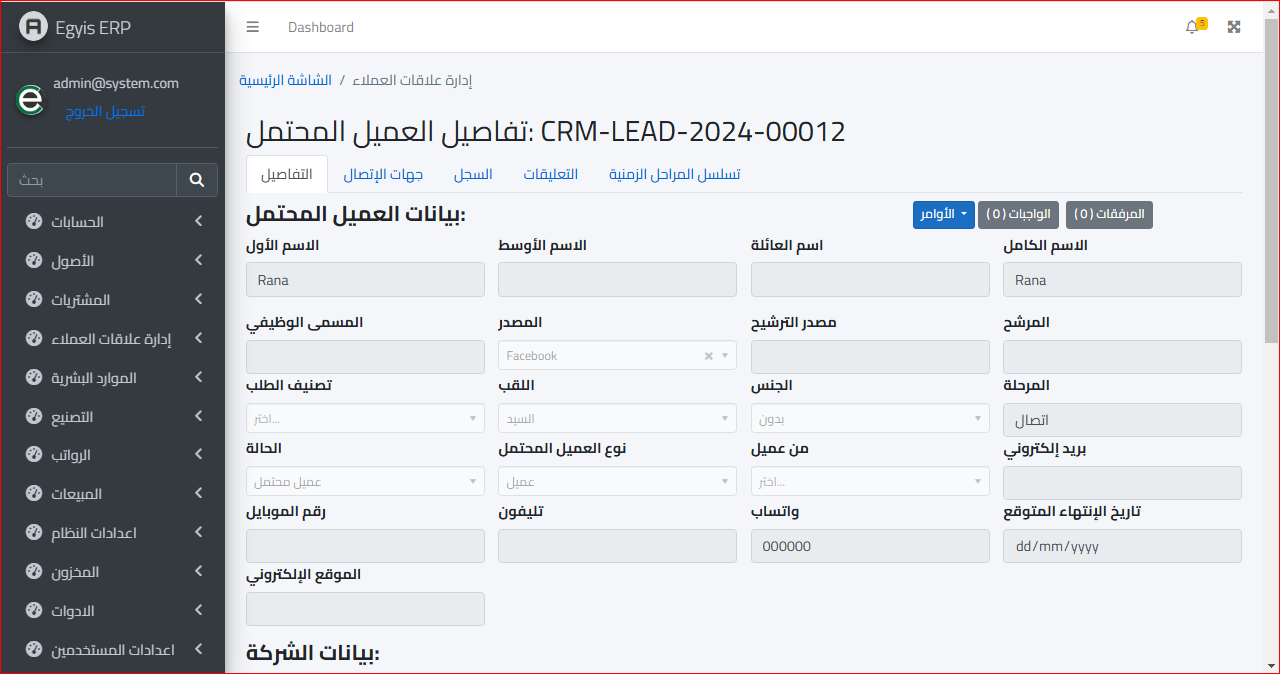 Egyis ERP
Dashboard
5
admin@system.com
تسجيل الخروج
بحث
الحسابات
الأصول
المشتريات
إدارة علاقات العملاء
الموارد البشرية
التصنيع
الرواتب
المبيعات
اعدادات النظام
المخزون
الادوات
اعدادات المستخدمين
الشاشة الرئيسية / إدارة علاقات العملاء
تفاصيل العميل المحتمل: CRM-LEAD-2024-00012
التفاصيل جهات الإتصال السجل التعليقات تسلسل المراحل الزمنية
بيانات العميل المحتمل:
الأوامر الواجبات ( 0 ) المرفقات ( 0 )
الاسم الأول الاسم الأوسط اسم العائلة الاسم الكامل
Rana Rana
المسمى الوظيفي المصدر مصدر الترشيح المرشح
Facebook
تصنيف الطلب اللقب الجنس المرحلة
اختر... السيد بدون اتصال
الحالة نوع العميل المحتمل من عميل بريد إلكتروني
عميل محتمل عميل اختر...
رقم الموبايل تليفون واتساب تاريخ الإنتهاء المتوقع
000000 dd/mm/yyyy
الموقع الإلكتروني
بيانات الشركة: